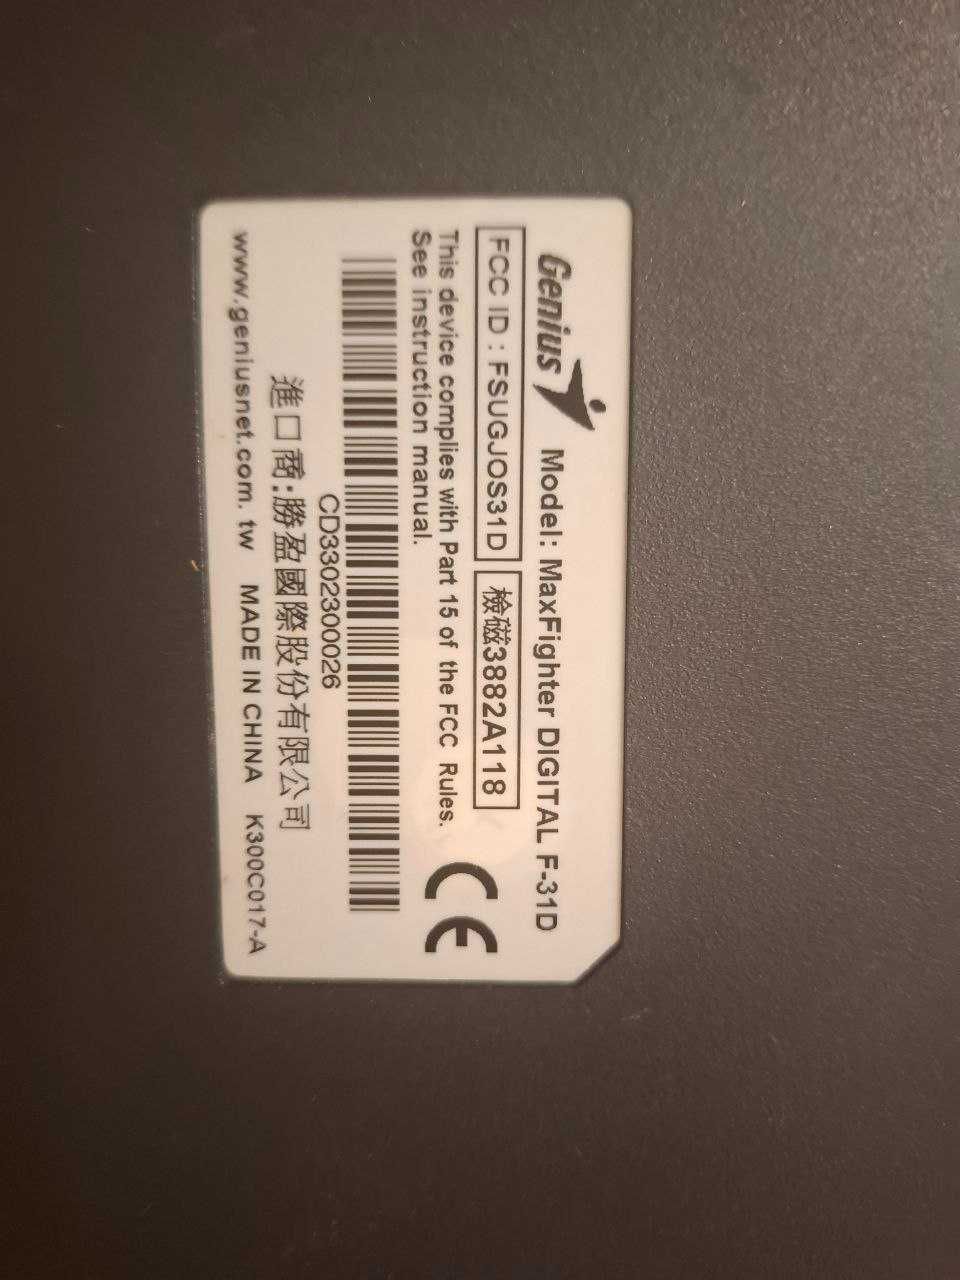 Genius Model: MaxFighter DIGITAL F-31D
FCC ID : FSUGJOS31D 檢磁3882A118
This device complies with Part 15 of the FCC Rules.
See instruction manual.
CE
CD3302300026
進口商:勝盈國際股份有限公司
www.geniusnet.com.tw MADE IN CHINA K300C017-A